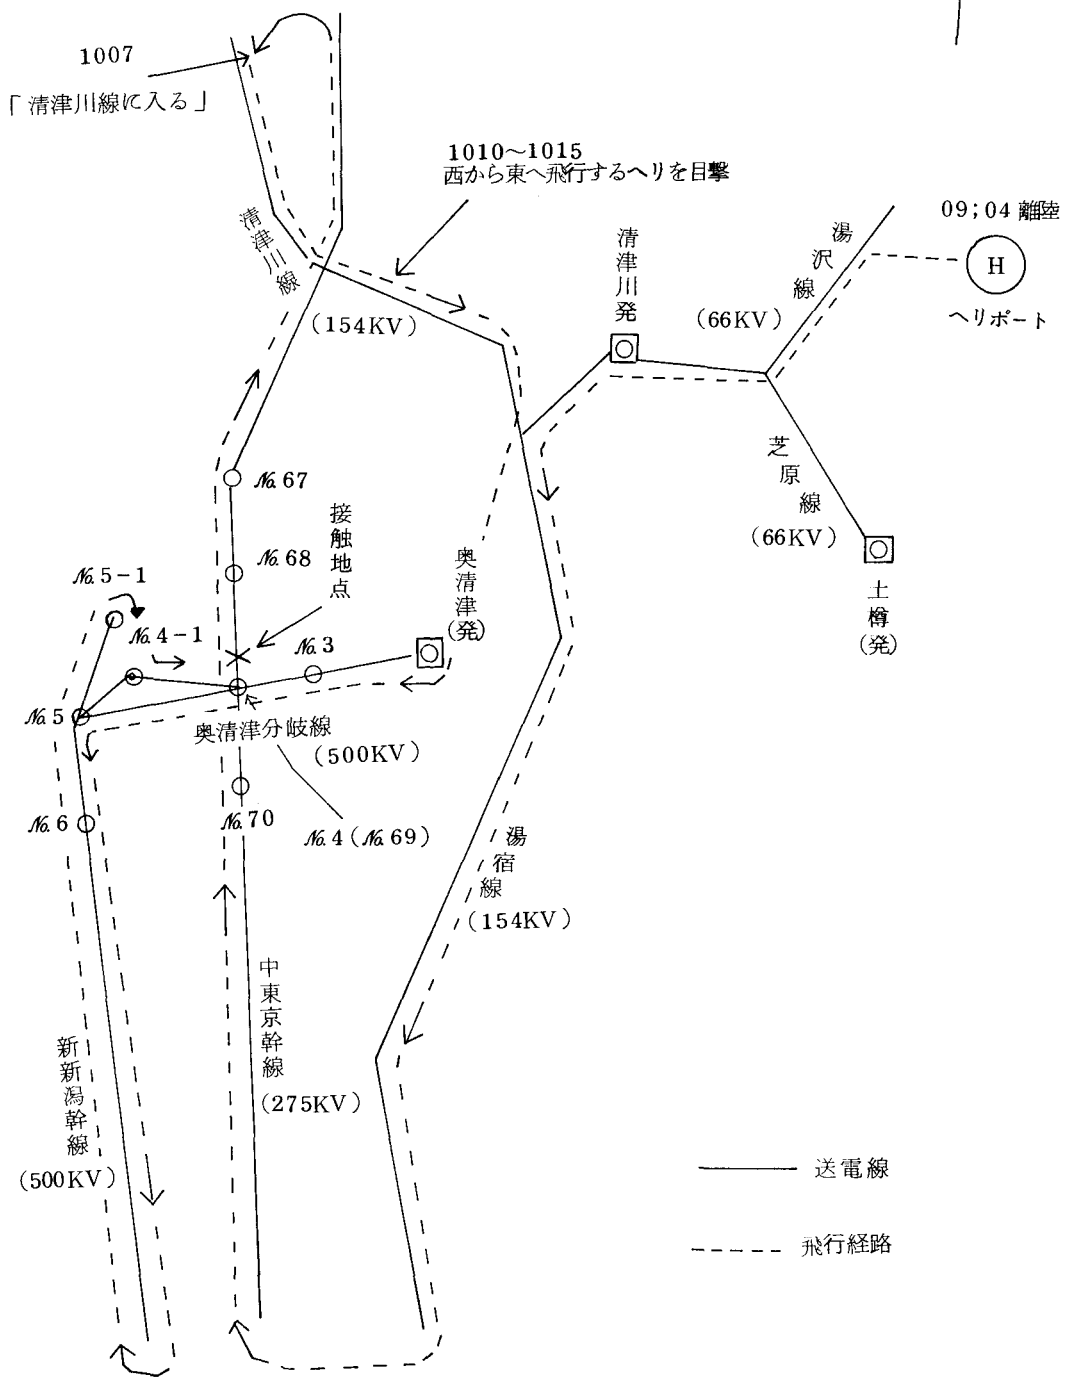 1007
「清津川線に入る」
1010～1015
西から東へ飛行するヘリを目撃
09;04 離陸
H
ヘリポート
湯沢線
(66KV)
清津川発
清津川線
(154KV)
芝原線
(66KV)
土樽(発)
№67
接触地点
№68
奥清津(発)
№5-1
№4-1
№3
№5
奥清津分岐線
(500KV)
№6
№70
№4(№69)
湯宿線
(154KV)
中東京幹線
(275KV)
新新潟幹線
(500KV)
送電線
飛行経路